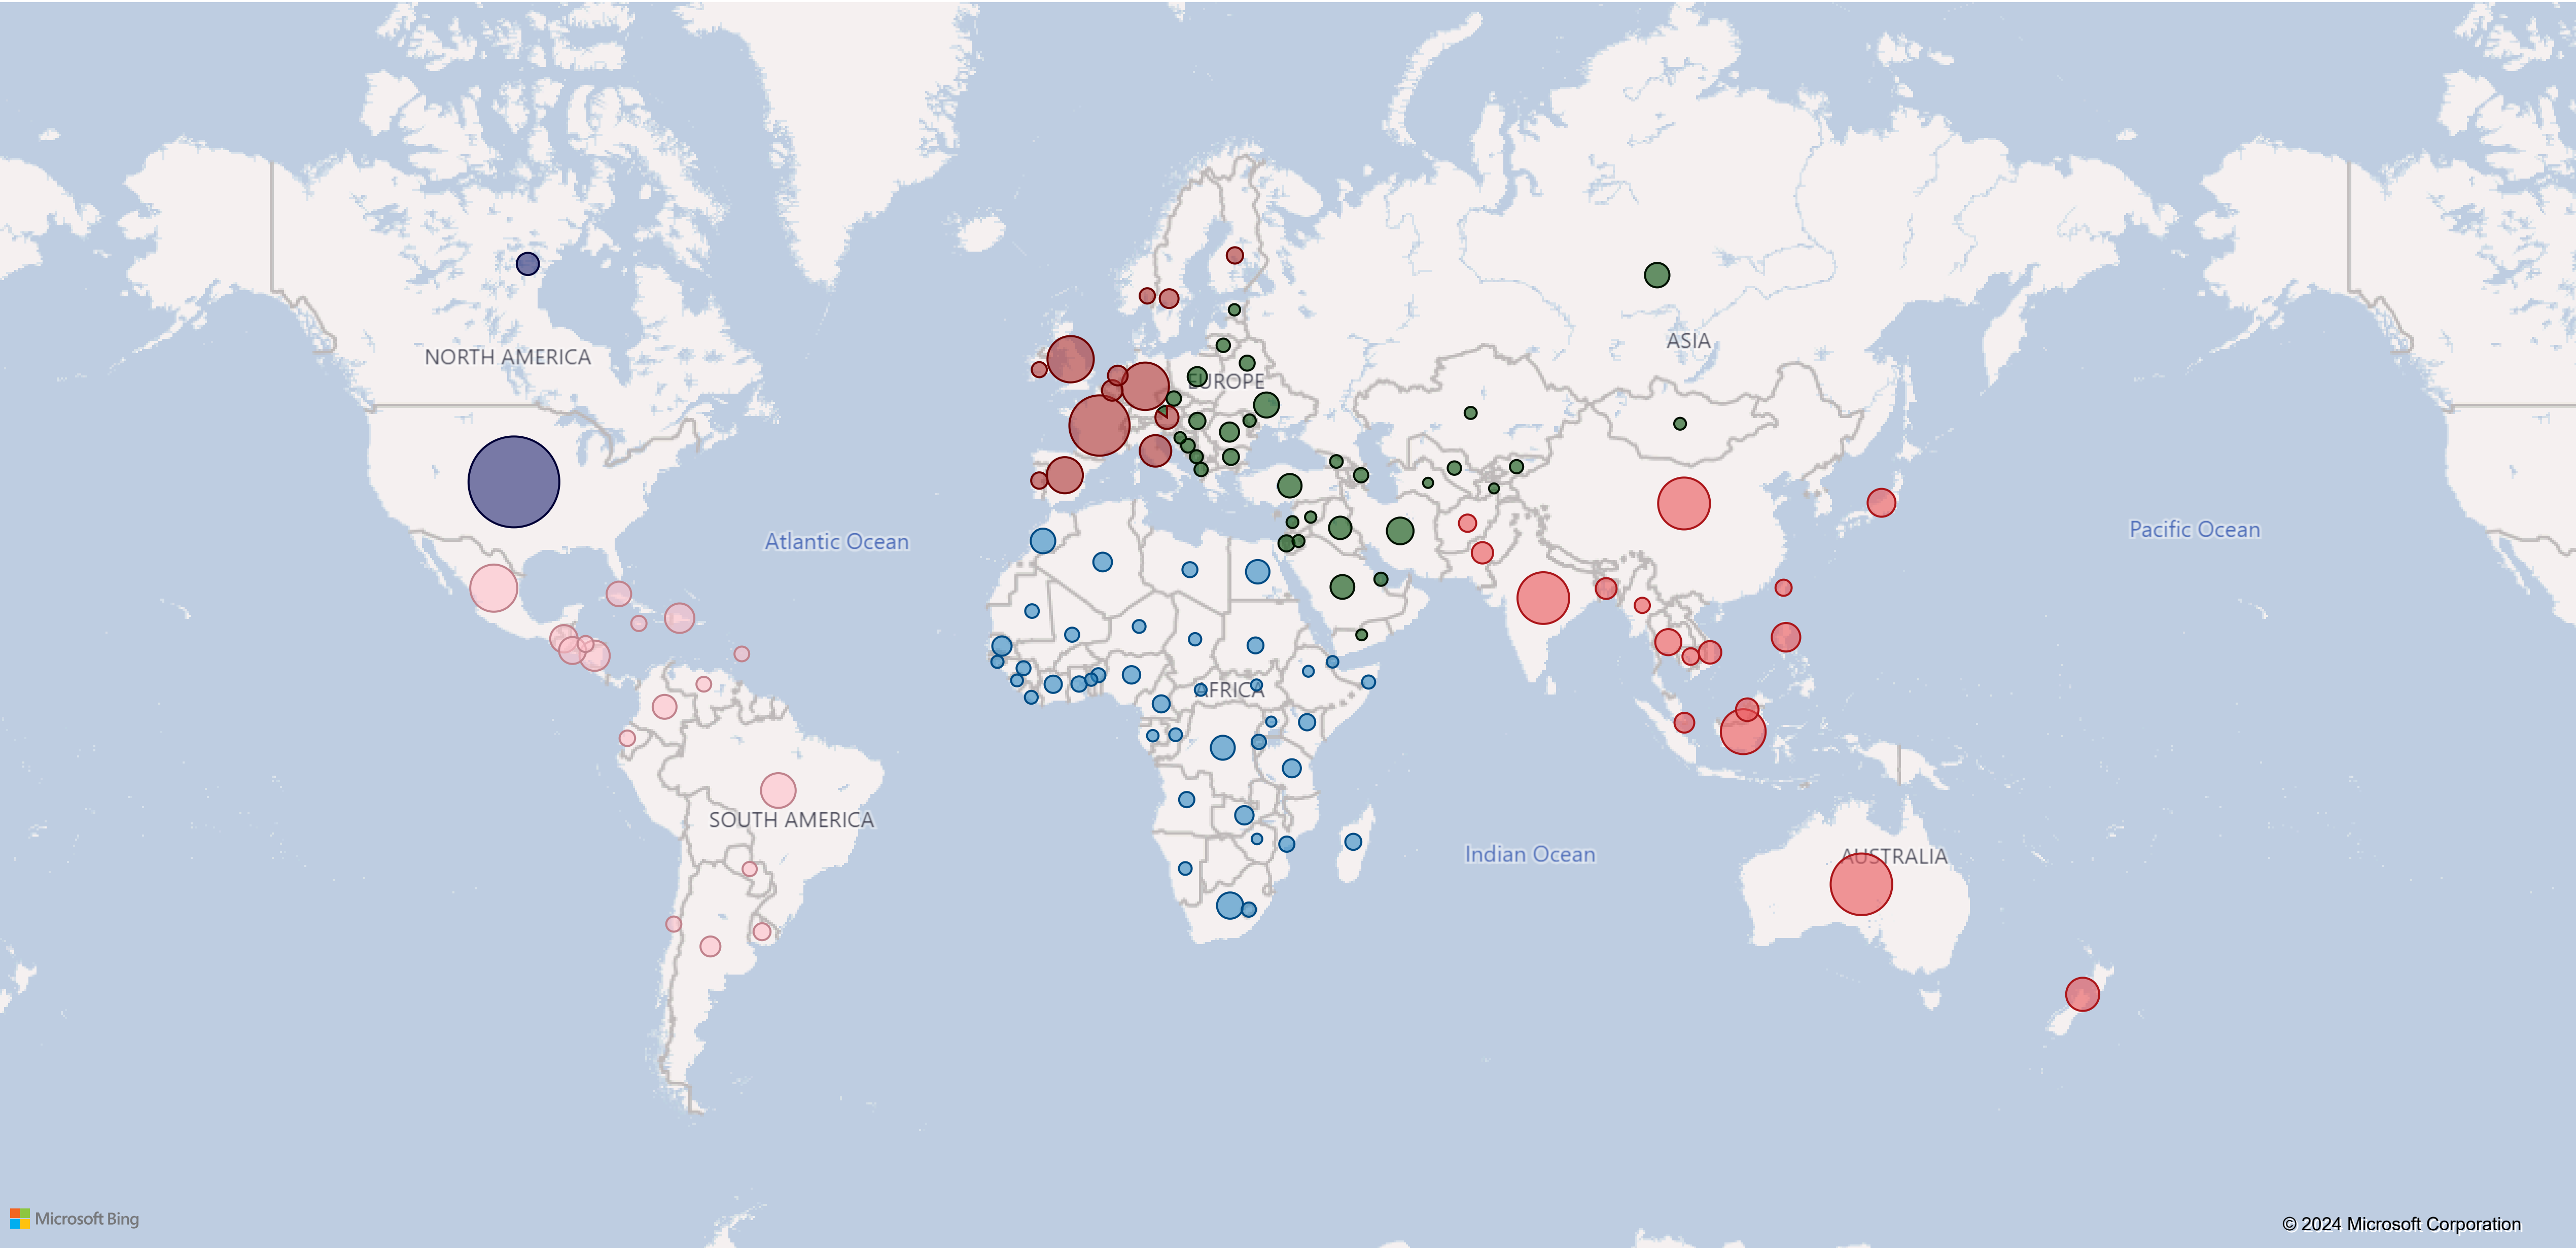 ASIA
NORTH AMERICA
EUROPE
Pacific Ocean
Atlantic Ocean
AFRICA
SOUTH AMERICA
Indian Ocean
AUSTRALIA
Microsoft Bing
© 2024 Microsoft Corporation